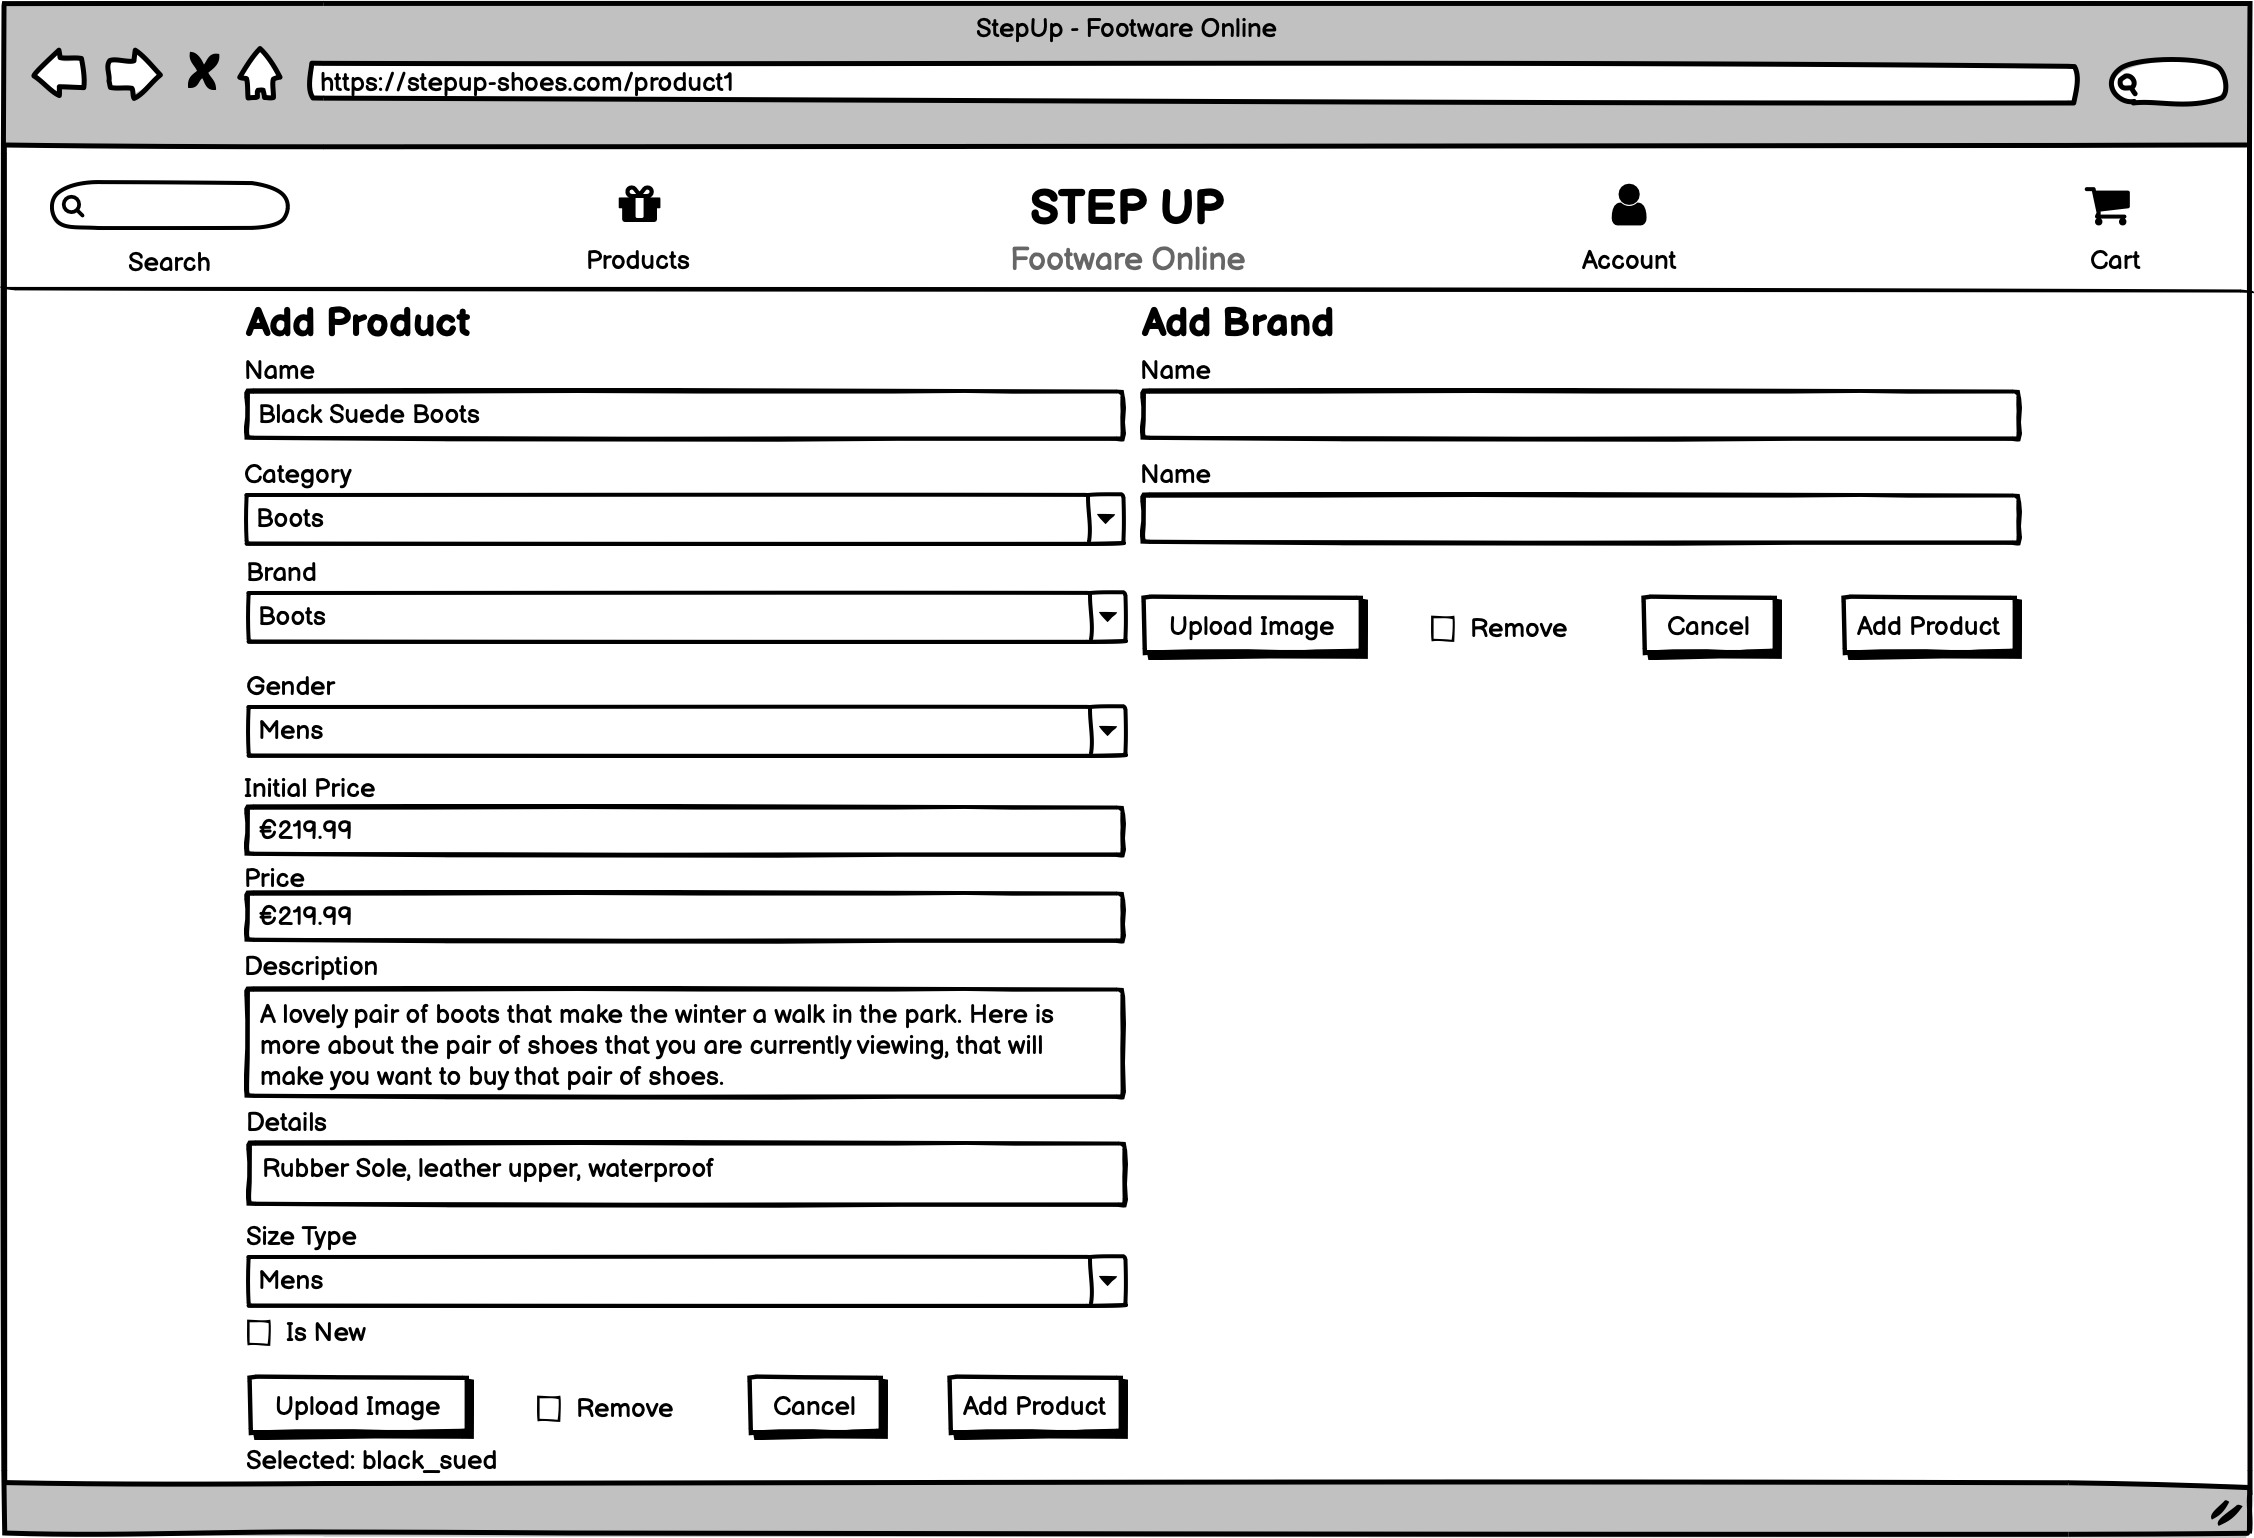 StepUp - Footware Online
https://stepup-shoes.com/product1
Search
Products
STEP UP
Footware Online
Account
Cart
Add Product
Name
Black Suede Boots
Category
Boots
Brand
Boots
Gender
Mens
Initial Price
€219.99
Price
€219.99
Description
A lovely pair of boots that make the winter a walk in the park. Here is
more about the pair of shoes that you are currently viewing, that will
make you want to buy that pair of shoes.
Details
Rubber Sole, leather upper, waterproof
Size Type
Mens
Is New
Upload Image
Remove
Cancel
Add Product
Selected: black_sued
Add Brand
Name
Name
Upload Image
Remove
Cancel
Add Product